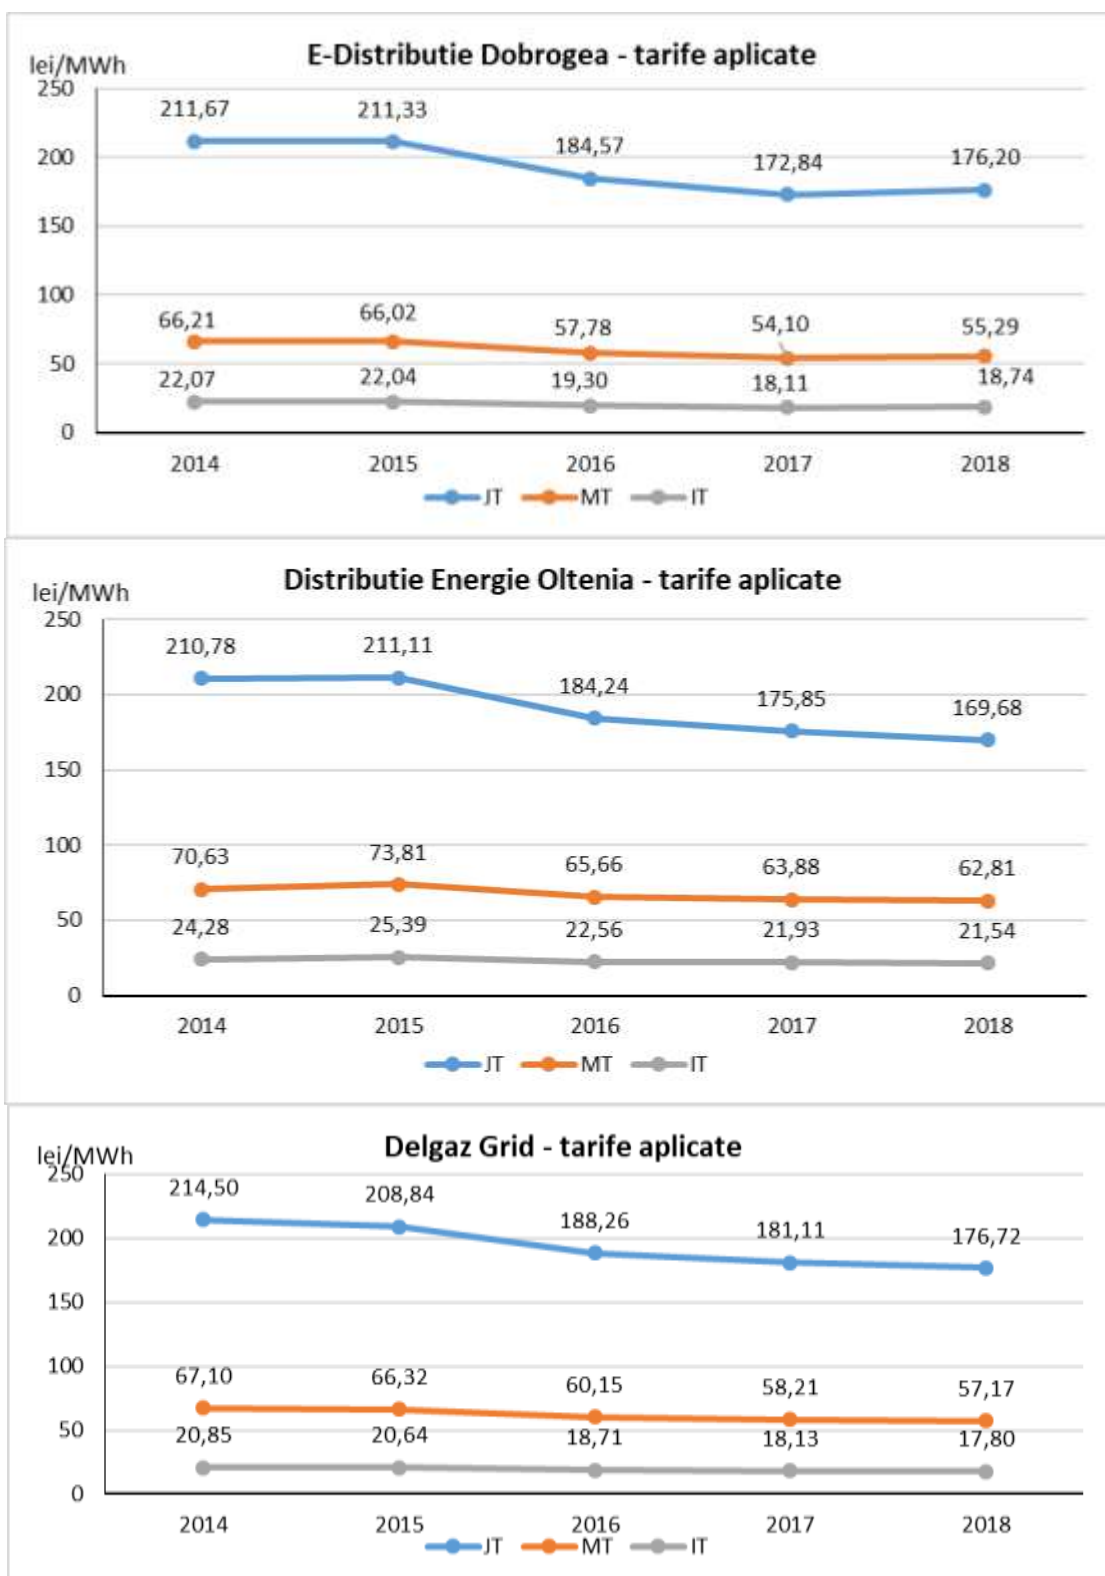 E-Distributie Dobrogea - tarife aplicate
lei/MWh
250
211,67 211,33 184,57 172,84 176,20
200
150
100
66,21 66,02 57,78 54,10 55,29
50
22,07 22,04 19,30 18,11 18,74
0
2014 2015 2016 2017 2018
JT MT IT
Distributie Energie Oltenia - tarife aplicate
lei/MWh
250
210,78 211,11 184,24 175,85 169,68
200
150
100
70,63 73,81 65,66 63,88 62,81
50
24,28 25,39 22,56 21,93 21,54
0
2014 2015 2016 2017 2018
JT MT IT
Delgaz Grid - tarife aplicate
lei/MWh
250
214,50 208,84 188,26 181,11 176,72
200
150
100
67,10 66,32 60,15 58,21 57,17
50
20,85 20,64 18,71 18,13 17,80
0
2014 2015 2016 2017 2018
JT MT IT